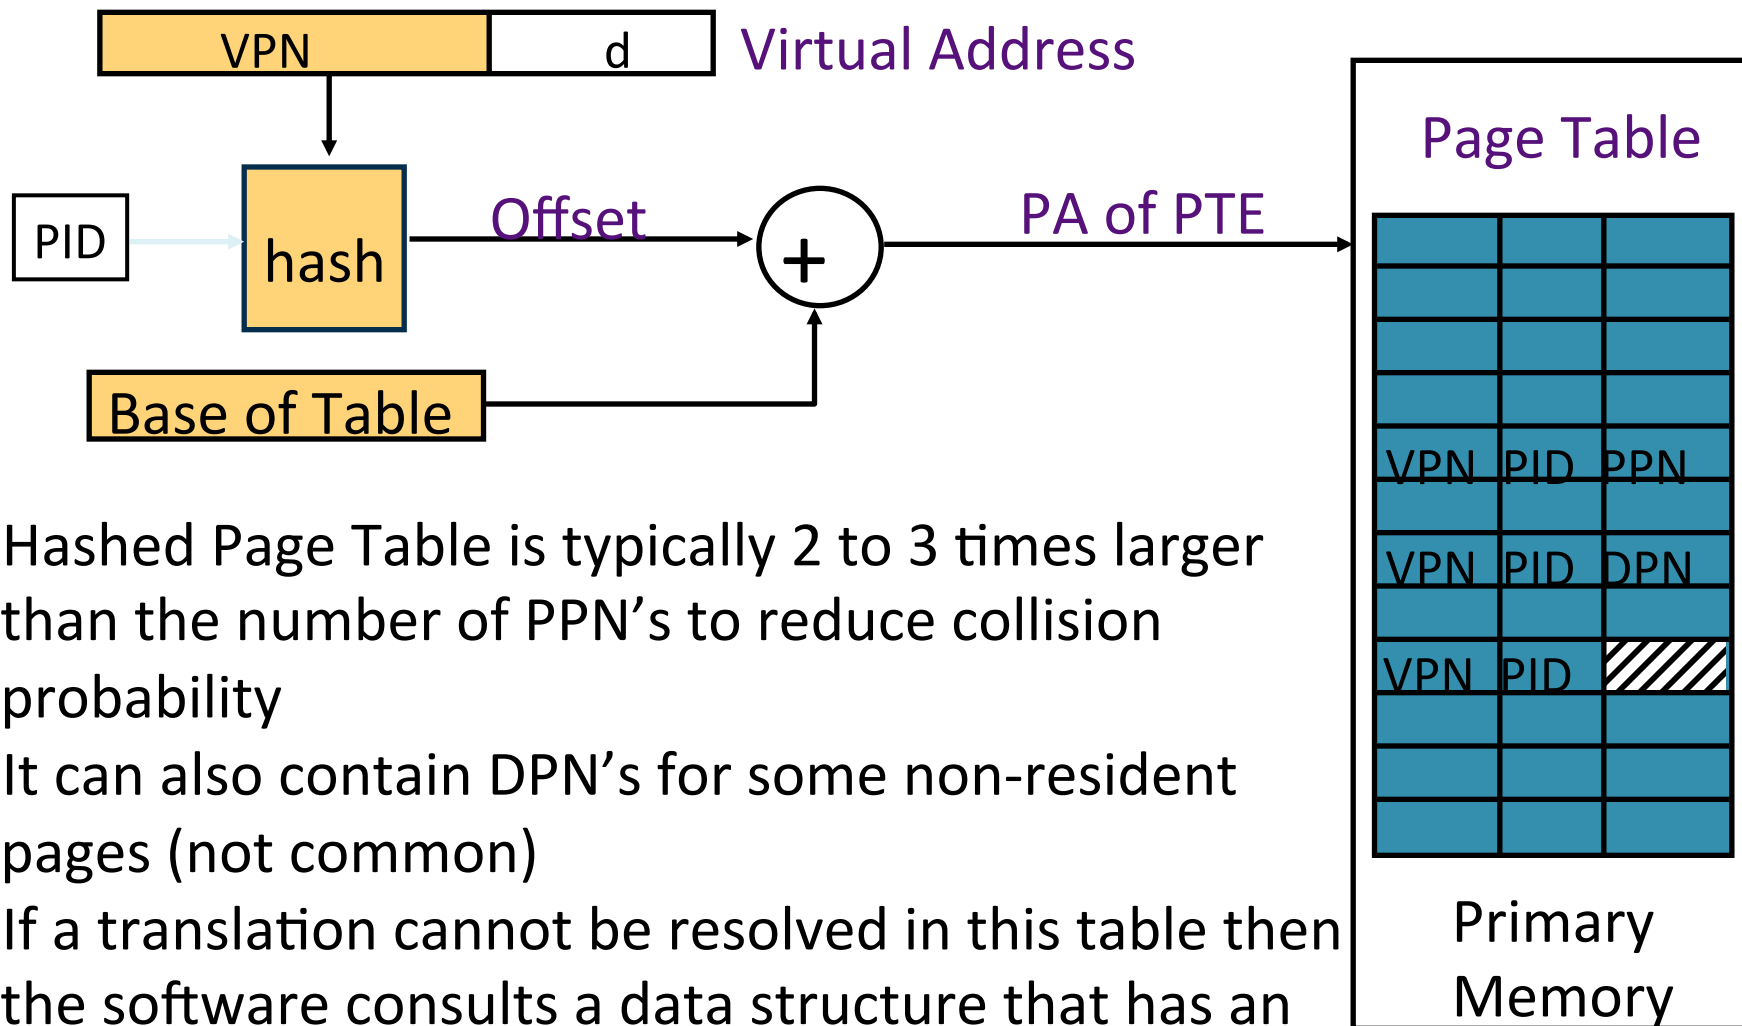 VPN d Virtual Address
Page Table
PID hash Offset + PA of PTE
Base of Table
VPN PID PPN
VPN PID DPN
VPN PID
Hashed Page Table is typically 2 to 3 times larger
than the number of PPN’s to reduce collision
probability
It can also contain DPN’s for some non-resident
pages (not common)
If a translation cannot be resolved in this table then
the software consults a data structure that has an
Primary
Memory